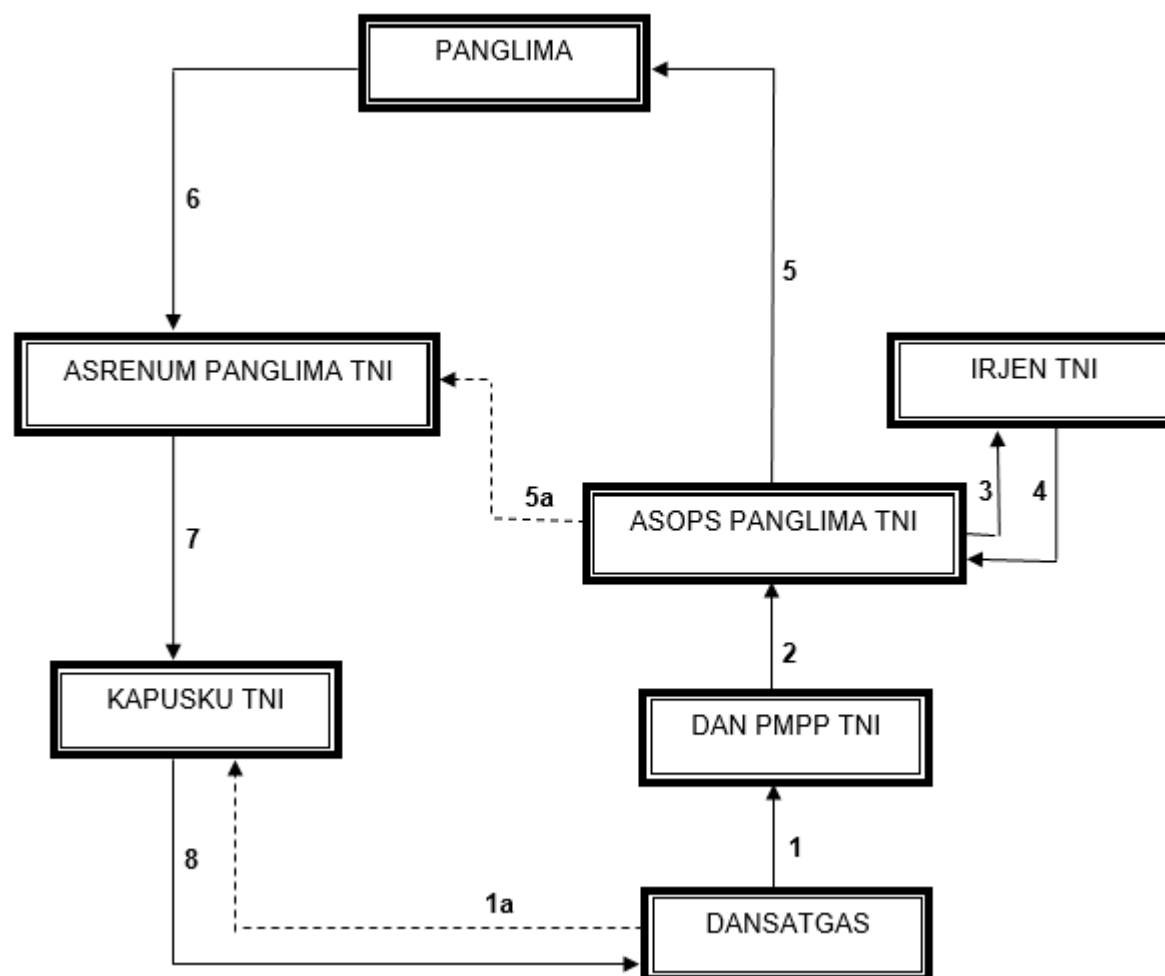 PANGLIMA
6
5
ASRENUM PANGLIMA TNI
IRJEN TNI
5a
ASOPS PANGLIMA TNI
3
4
7
2
KAPUSKU TNI
DAN PMPP TNI
8
1
1a
DANSATGAS